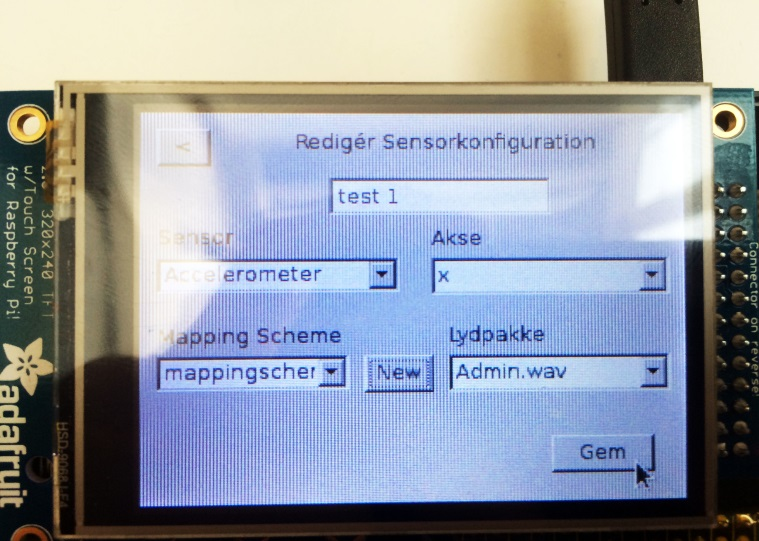 <
Redigér Sensorkonfiguration
test 1
Sensor
Akse
Accelerometer
x
Mapping Scheme
Lydpakke
mappingscher
New
Admin.wav
Gem
320x240 TFT
w/Touch Screen
for Raspberry Pi!
adafruit
Connector on reverse